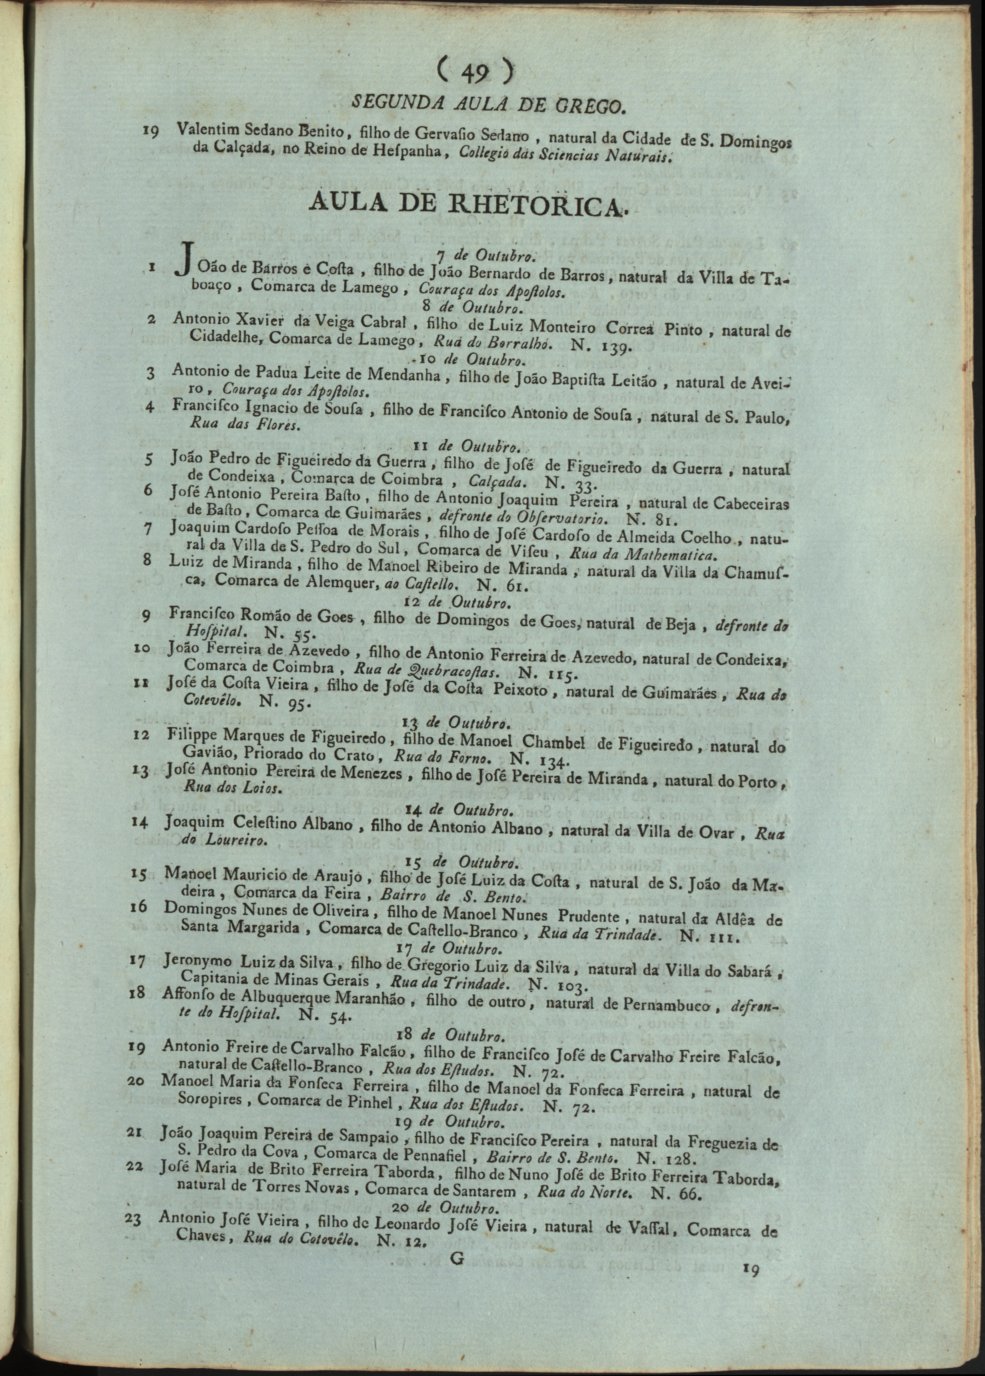 ( 49 )
SEGUNDA AULA DE GREGO.
19 Valentim Sedano Benito, filho de Gervaſio Sedano, natural da Cidade de S. Domingos
da Calçada, no Reino de Heſpanha, Collegio das Sciencias Naturais.
AULA DE RHETORICA.
7 de Outubro.
1 JOão de Barros e Coſta, filho de João Bernardo de Barros, natural da Villa de Ta-
boaço, Comarca de Lamego, Couraça dos Apoſtolos.
8 de Outubro.
2 Antonio Xavier da Veiga Cabral, filho de Luiz Monteiro Correa Pinto, natural de
Cidadelhe, Comarca de Lamego, Rua do Borralho. N. 139.
10 de Outubro.
3 Antonio de Padua Leite de Mendanha, filho de João Baptiſta Leitão, natural de Avei-
ro, Couraça dos Apoſtolos.
4 Franciſco Ignacio de Souſa, filho de Franciſco Antonio de Souſa, natural de S. Paulo,
Rua das Flores.
11 de Outubro.
5 João Pedro de Figueiredo da Guerra, filho de Joſé de Figueiredo da Guerra, natural
de Condeixa, Comarca de Coimbra, Calçada. N. 33.
6 Joſé Antonio Pereira Baſto, filho de Antonio Joaquim Pereira, natural de Cabeceiras
de Baſto, Comarca de Guimarães, defronte do Obſervatorio. N. 81.
7 Joaquim Cardoſo Peſſoa de Morais, filho de Joſé Cardoſo de Almeida Coelho, natu-
ral da Villa de S. Pedro do Sul, Comarca de Viſeu, Rua da Mathematica.
8 Luiz de Miranda, filho de Manoel Ribeiro de Miranda, natural da Villa da Chamuſ-
ca, Comarca de Alemquer, ao Caſtello. N. 61.
12 de Outubro.
9 Franciſco Romão de Goes, filho de Domingos de Goes, natural de Beja, defronte do
Hoſpital. N. 55.
10 João Ferreira de Azevedo, filho de Antonio Ferreira de Azevedo, natural de Condeixa,
Comarca de Coimbra, Rua de Quebracoſtas. N. 115.
11 Joſé da Coſta Vieira, filho de Joſé da Coſta Peixoto, natural de Guimarães, Rua do
Cotevêlo. N. 95.
13 de Outubro.
12 Filippe Marques de Figueiredo, filho de Manoel Chambel de Figueiredo, natural do
Gavião, Priorado do Crato, Rua do Forno. N. 134.
13 Joſé Antonio Pereira de Menezes, filho de Joſé Pereira de Miranda, natural do Porto,
Rua dos Loios.
14 de Outubro.
14 Joaquim Celeſtino Albano, filho de Antonio Albano, natural da Villa de Ovar, Rua
do Loureiro.
15 de Outubro.
15 Manoel Mauricio de Araujo, filho de Joſé Luiz da Coſta, natural de S. João da Ma-
deira, Comarca da Feira, Bairro de S. Bento.
16 Domingos Nunes de Oliveira, filho de Manoel Nunes Prudente, natural da Aldêa de
Santa Margarida, Comarca de Caſtello-Branco, Rua da Trindade. N. 111.
17 de Outubro.
17 Jeronymo Luiz da Silva, filho de Gregorio Luiz da Silva, natural da Villa do Sabará,
Capitania de Minas Gerais, Rua da Trindade. N. 103.
18 Affonſo de Albuquerque Maranhão, filho de outro, natural de Pernambuco, defron-
te do Hoſpital. N. 54.
18 de Outubro.
19 Antonio Freire de Carvalho Falcão, filho de Franciſco Joſé de Carvalho Freire Falcão,
natural de Caſtello-Branco, Rua dos Eſtudos. N. 72.
20 Manoel Maria da Fonſeca Ferreira, filho de Manoel da Fonſeca Ferreira, natural de
Soropires, Comarca de Pinhel, Rua dos Eſtudos. N. 72.
19 de Outubro.
21 João Joaquim Pereira de Sampaio, filho de Franciſco Pereira, natural da Freguezia de
S. Pedro da Cova, Comarca de Pennafiel, Bairro de S. Bento. N. 128.
22 Joſé Maria de Brito Ferreira Taborda, filho de Nuno Joſé de Brito Ferreira Taborda,
natural de Torres Novas, Comarca de Santarem, Rua do Norte. N. 66.
20 de Outubro.
23 Antonio Joſé Vieira, filho de Leonardo Joſé Vieira, natural de Vaſſal, Comarca de
Chaves, Rua do Cotovêlo. N. 12.
G
19